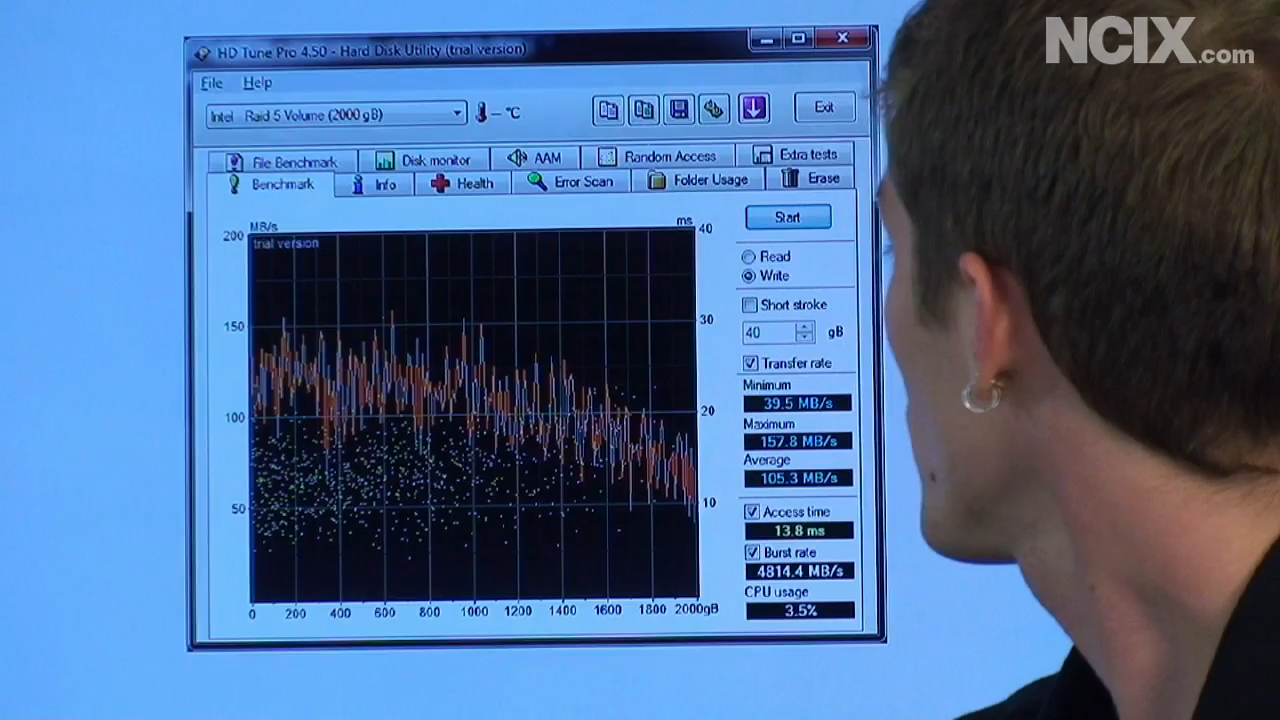 NCIX.com
HD Tune Pro 4.50 - Hard Disk Utility (trial version)
File Help
Intel Raid 5 Volume (2000 gB)
– °C
Exit
File Benchmark Disk monitor AAM Random Access Extra tests
Benchmark Info Health Error Scan Folder Usage Erase
Start
MB/s ms
200 40
trial version
Read
Write
Short stroke
150 30
40 gB
Transfer rate
Minimum
39.5 MB/s
100 20
Maximum
157.8 MB/s
Average
105.3 MB/s
50 10
Access time
13.8 ms
Burst rate
4814.4 MB/s
CPU usage
3.5%
0 200 400 600 800 1000 1200 1400 1600 1800 2000gB